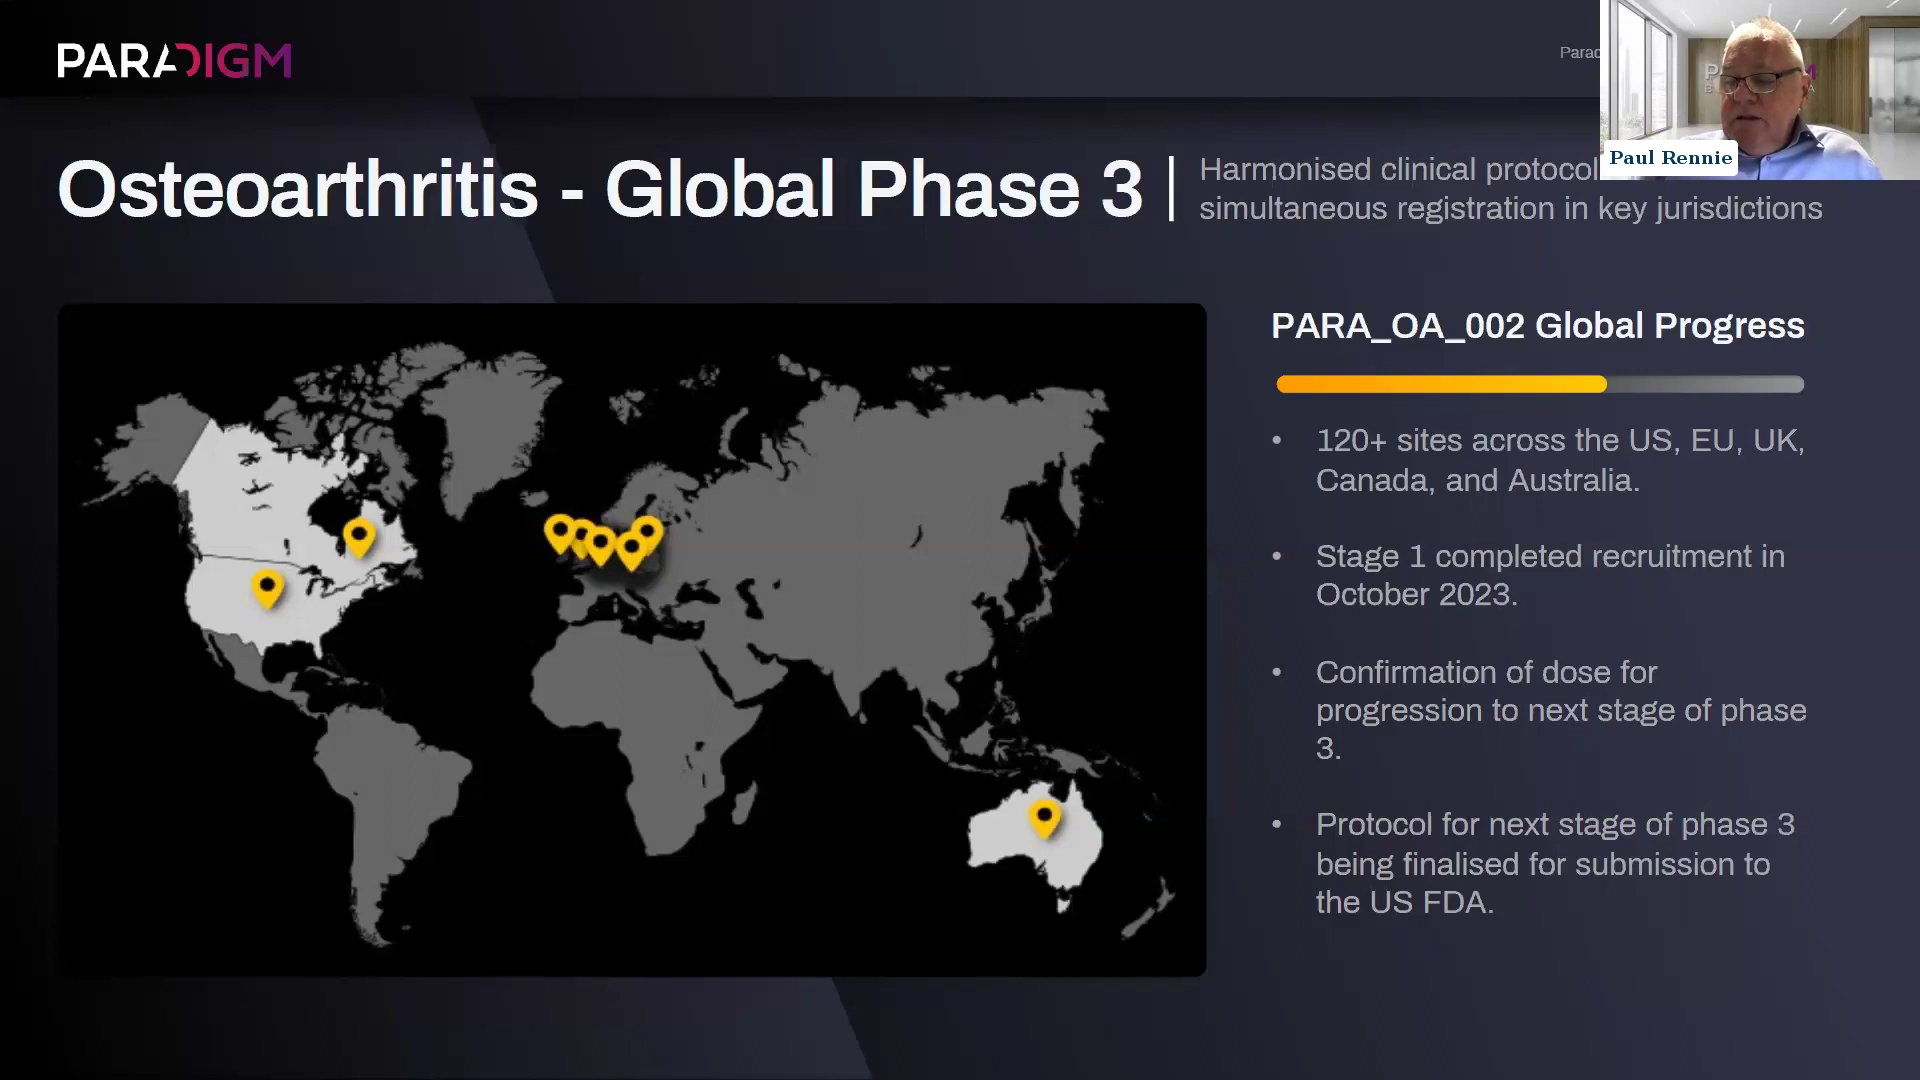 PARADIGM
Paul Rennie
Osteoarthritis - Global Phase 3
Harmonised clinical protocol
simultaneous registration in key jurisdictions
PARA_OA_002 Global Progress
• 120+ sites across the US, EU, UK,
Canada, and Australia.
• Stage 1 completed recruitment in
October 2023.
• Confirmation of dose for
progression to next stage of phase
3.
• Protocol for next stage of phase 3
being finalised for submission to
the US FDA.